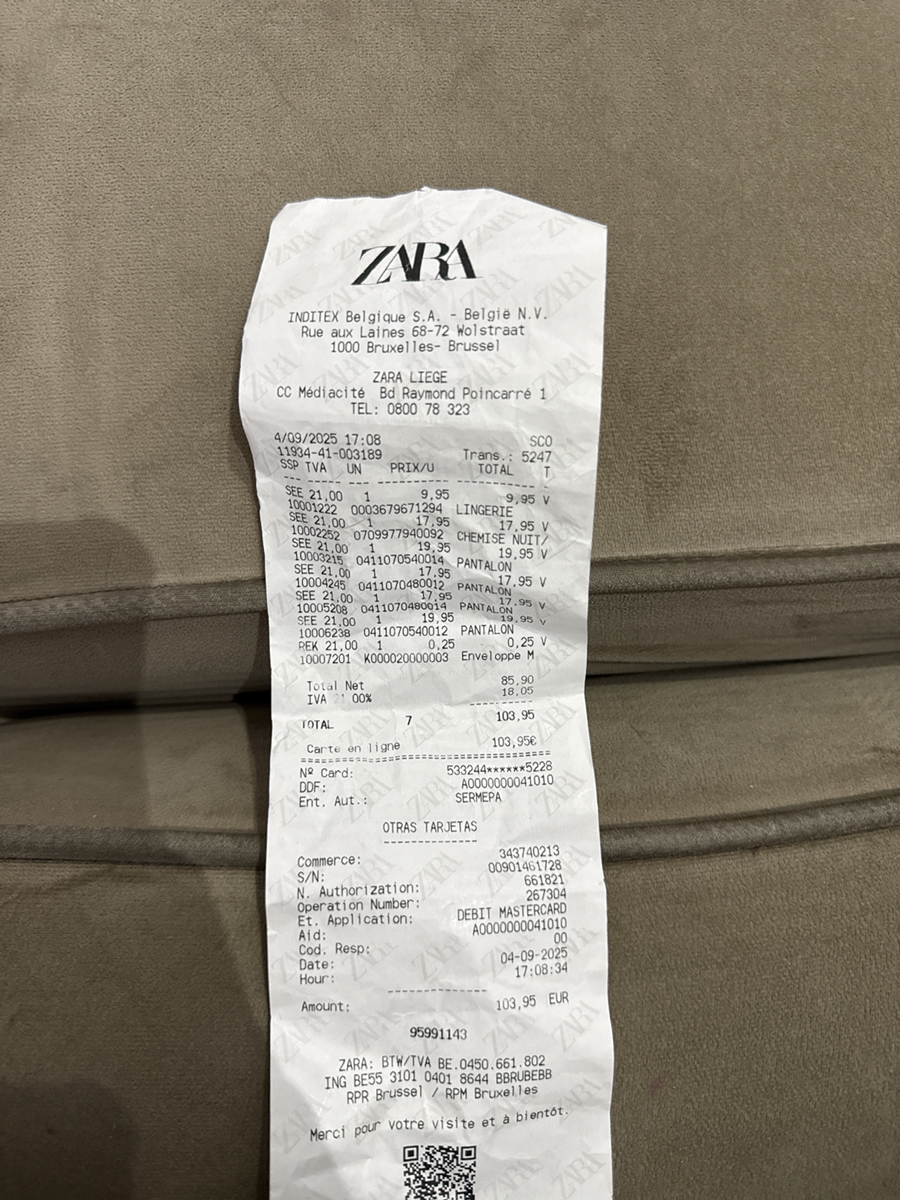 ZARA
INDITEX Belgique S.A. - België N.V.
Rue aux Laines 68-72 Wolstraat
1000 Bruxelles- Brussel
ZARA LIEGE
CC Médiacité Bd Raymond Poincarré 1
TEL: 0800 78 323
4/09/2025 17:08 SCO
11934-41-003189 Trans.: 5247
SSP TVA UN PRIX/U TOTAL T
SEE 21,00 1 9,95 9,95 V
10001222 0003679671294 LINGERIE
SEE 21,00 1 17,95 17,95 V
10002252 0709977940092 CHEMISE NUIT/
SEE 21,00 1 19,95 19,95 V
10003215 0411070540014 PANTALON
SEE 21,00 1 17,95 17,95 V
10004245 0411070480012 PANTALON
SEE 21,00 1 17,95 17,95 V
10005208 0411070480014 PANTALON
SEE 21,00 1 19,95 19,95 V
10006238 0411070540012 PANTALON
REK 21,00 1 0,25 0,25 V
10007201 K000020000003 Enveloppe M
Total Net 85,90
IVA 21 00% 18,05
TOTAL 7 103,95
Carte en ligne 103,95€
Nº Card: 533244******5228
DDF: A0000000041010
Ent. Aut.: SERMEPA
OTRAS TARJETAS
Commerce: 343740213
S/N: 00901461728
N. Authorization: 661821
Operation Number: 267304
Et. Application: DEBIT MASTERCARD
Aid: A0000000041010
Cod. Resp: 00
Date: 04-09-2025
Hour: 17:08:34
Amount: 103,95 EUR
95991143
ZARA: BTW/TVA BE.0450.661.802
ING BE55 3101 0401 8644 BBRUBEBB
RPR Brussel / RPM Bruxelles
Merci pour votre visite et à bientôt.